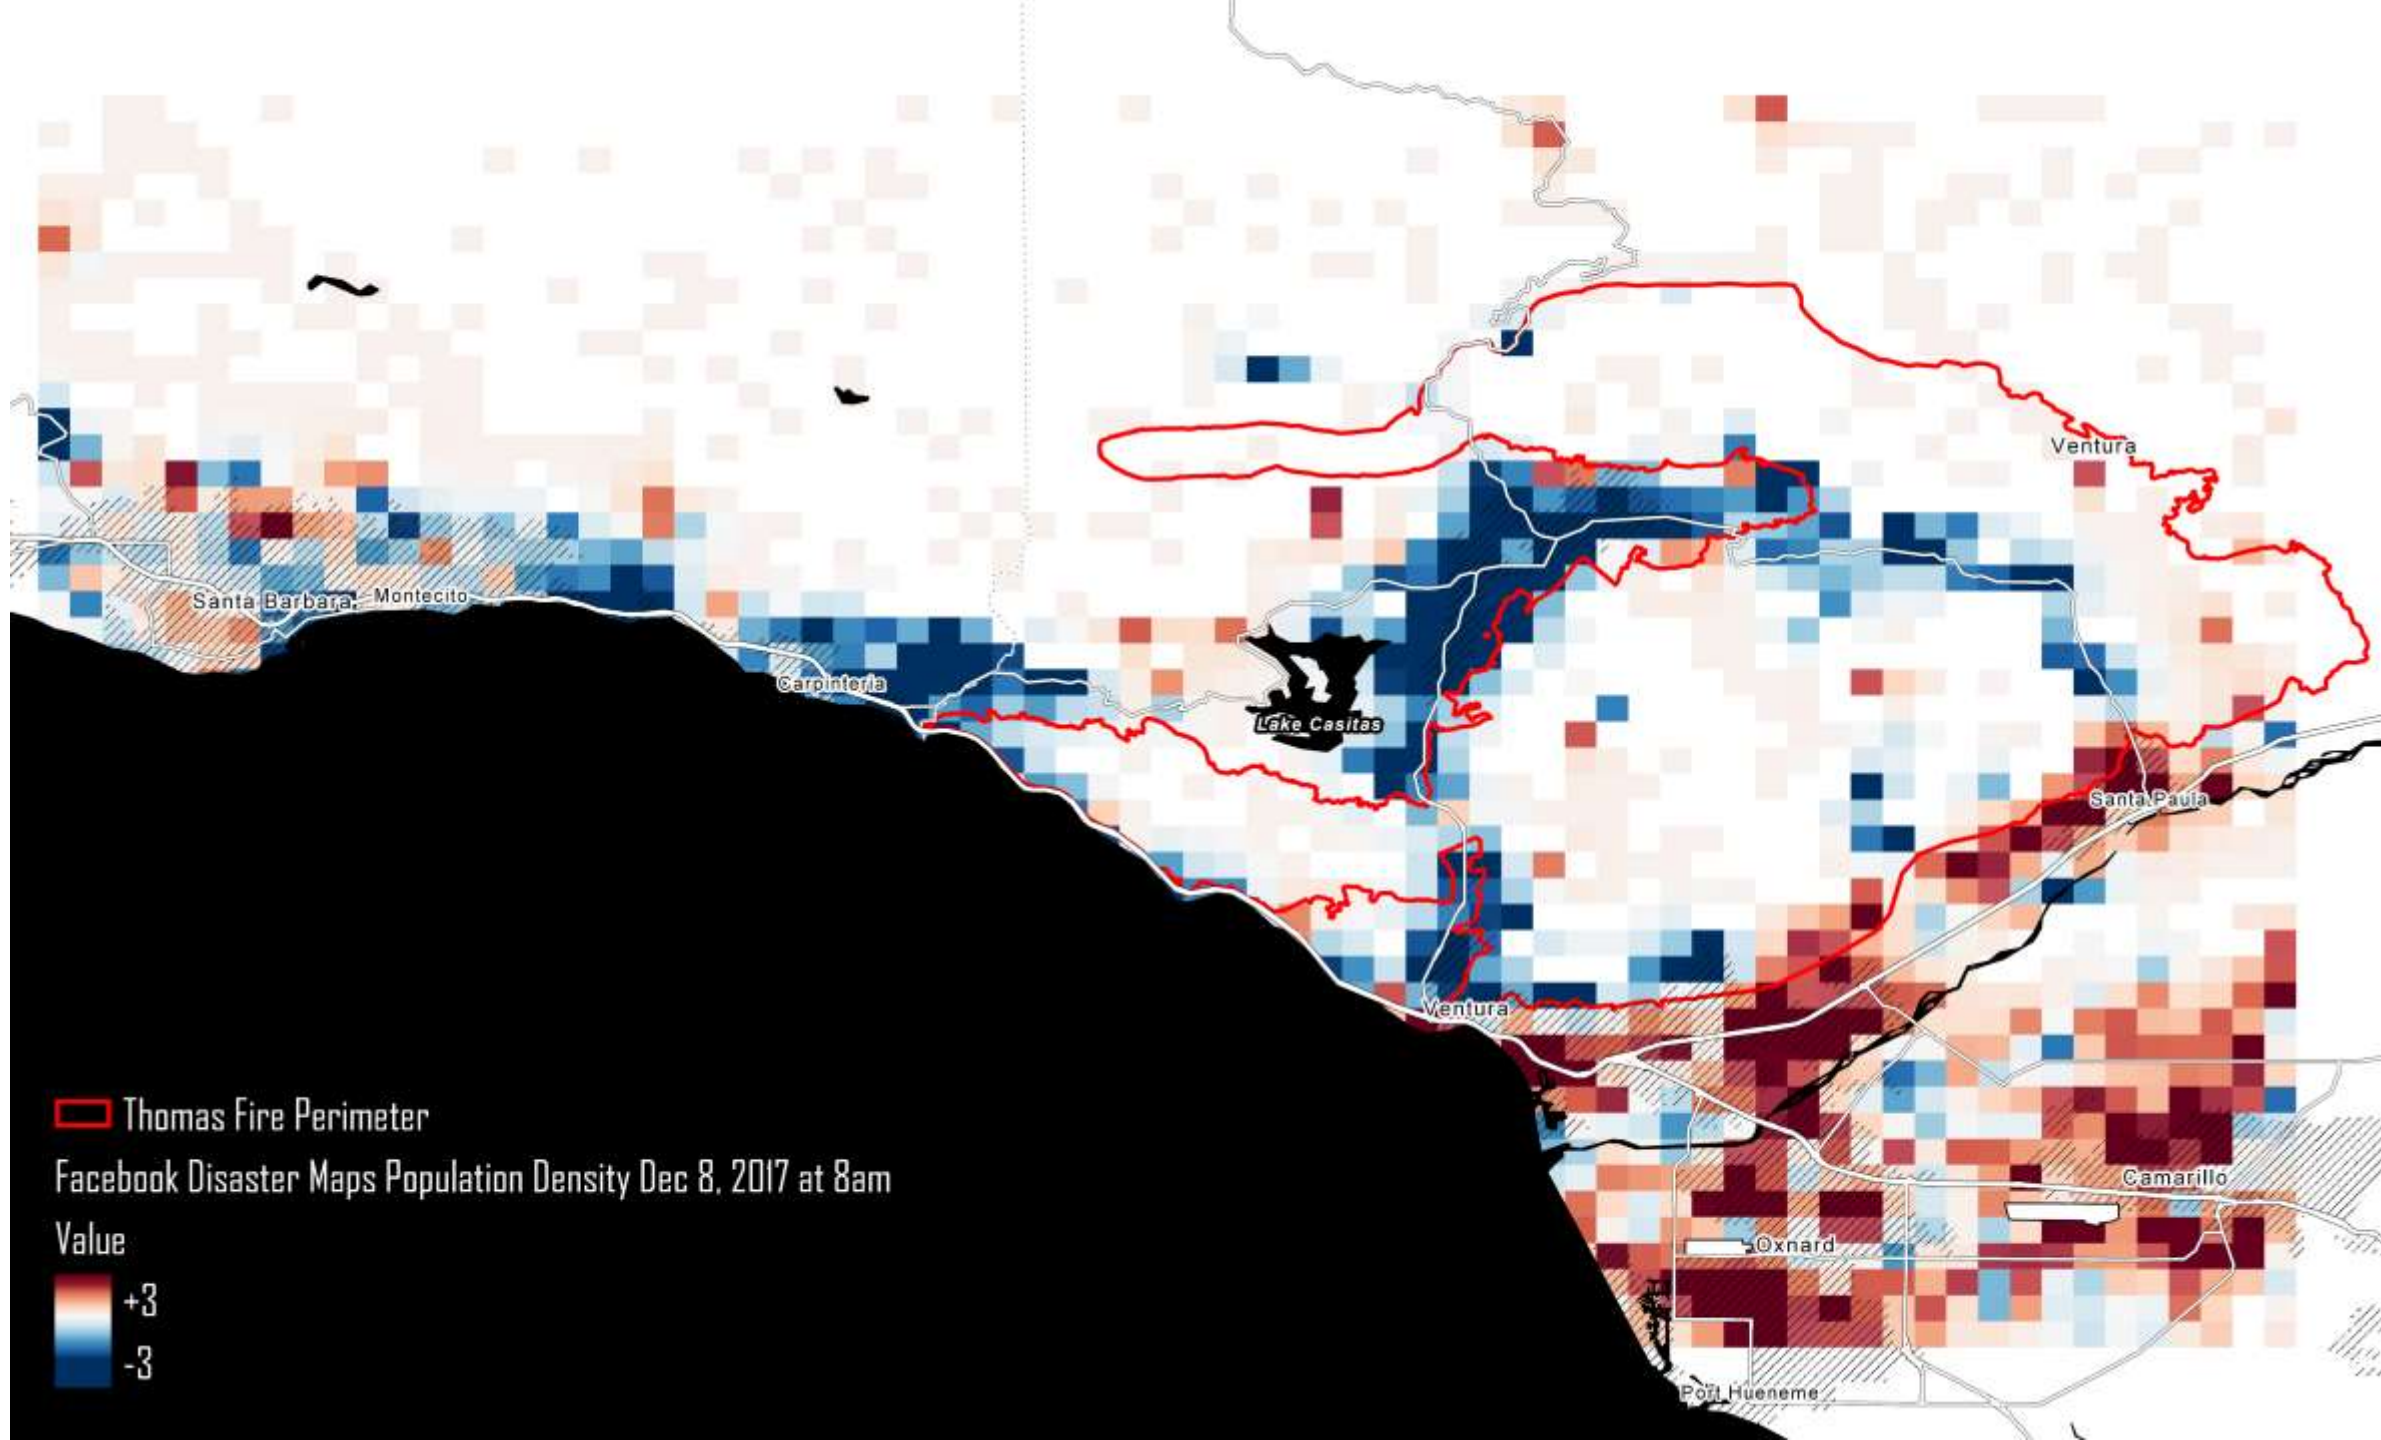 Ventura
Santa Barbara
Montecito
Carpinteria
Lake Casitas
Santa Paula
Ventura
Camarillo
Oxnard
Port Hueneme
Thomas Fire Perimeter
Facebook Disaster Maps Population Density Dec 8, 2017 at 8am
Value
+3
-3